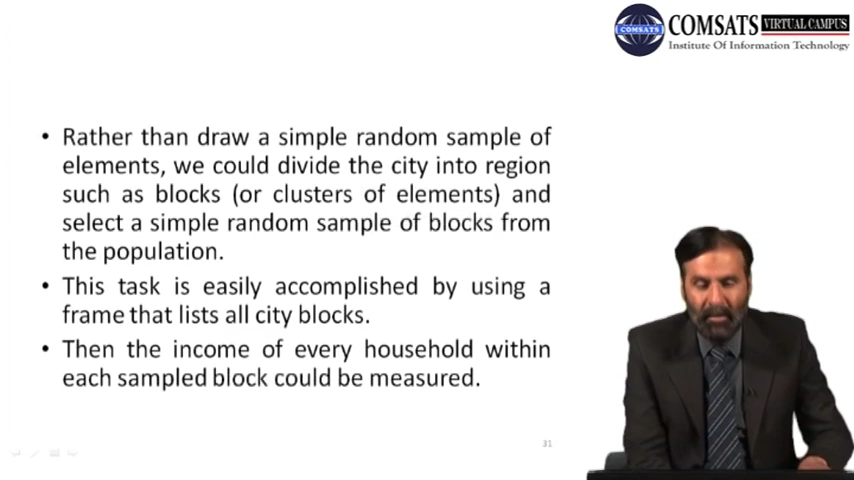 COMSATS VIRTUAL CAMPUS
COMSATS
Institute Of Information Technology
• Rather than draw a simple random sample of
elements, we could divide the city into region
such as blocks (or clusters of elements) and
select a simple random sample of blocks from
the population.
• This task is easily accomplished by using a
frame that lists all city blocks.
• Then the income of every household within
each sampled block could be measured.
31